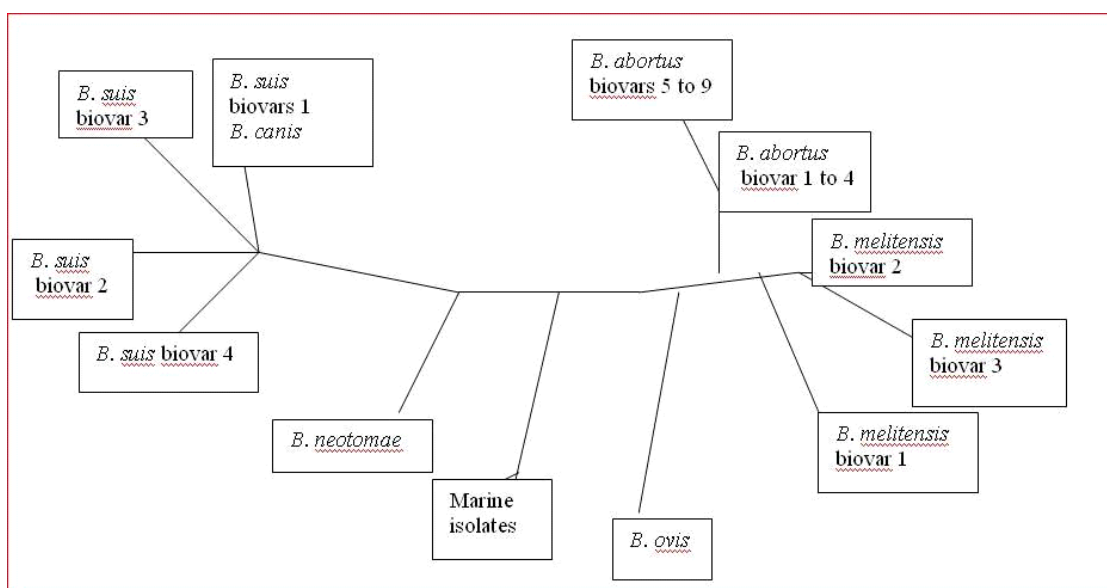 B. suis
biovar 3
B. suis
biovars 1
B. canis
B. abortus
biovars 5 to 9
B. abortus
biovar 1 to 4
B. suis
biovar 2
B. melitensis
biovar 2
B. suis biovar 4
B. melitensis
biovar 3
B. neotomae
B. melitensis
biovar 1
Marine
isolates
B. ovis